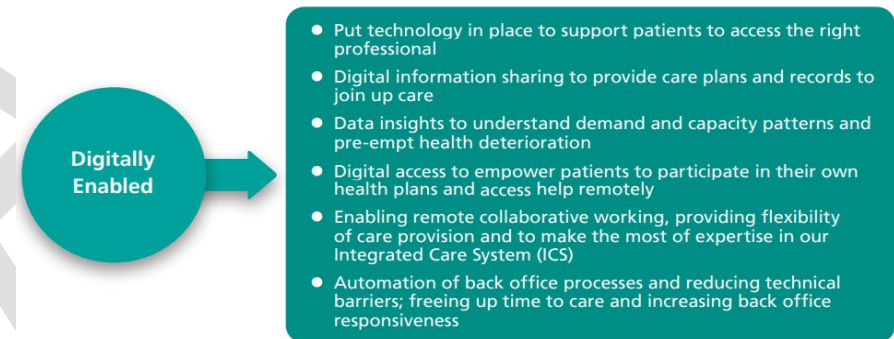 Digitally
Enabled
● Put technology in place to support patients to access the right
professional
● Digital information sharing to provide care plans and records to
join up care
● Data insights to understand demand and capacity patterns and
pre-empt health deterioration
● Digital access to empower patients to participate in their own
health plans and access help remotely
● Enabling remote collaborative working, providing flexibility
of care provision and to make the most of expertise in our
Integrated Care System (ICS)
● Automation of back office processes and reducing technical
barriers; freeing up time to care and increasing back office
responsiveness